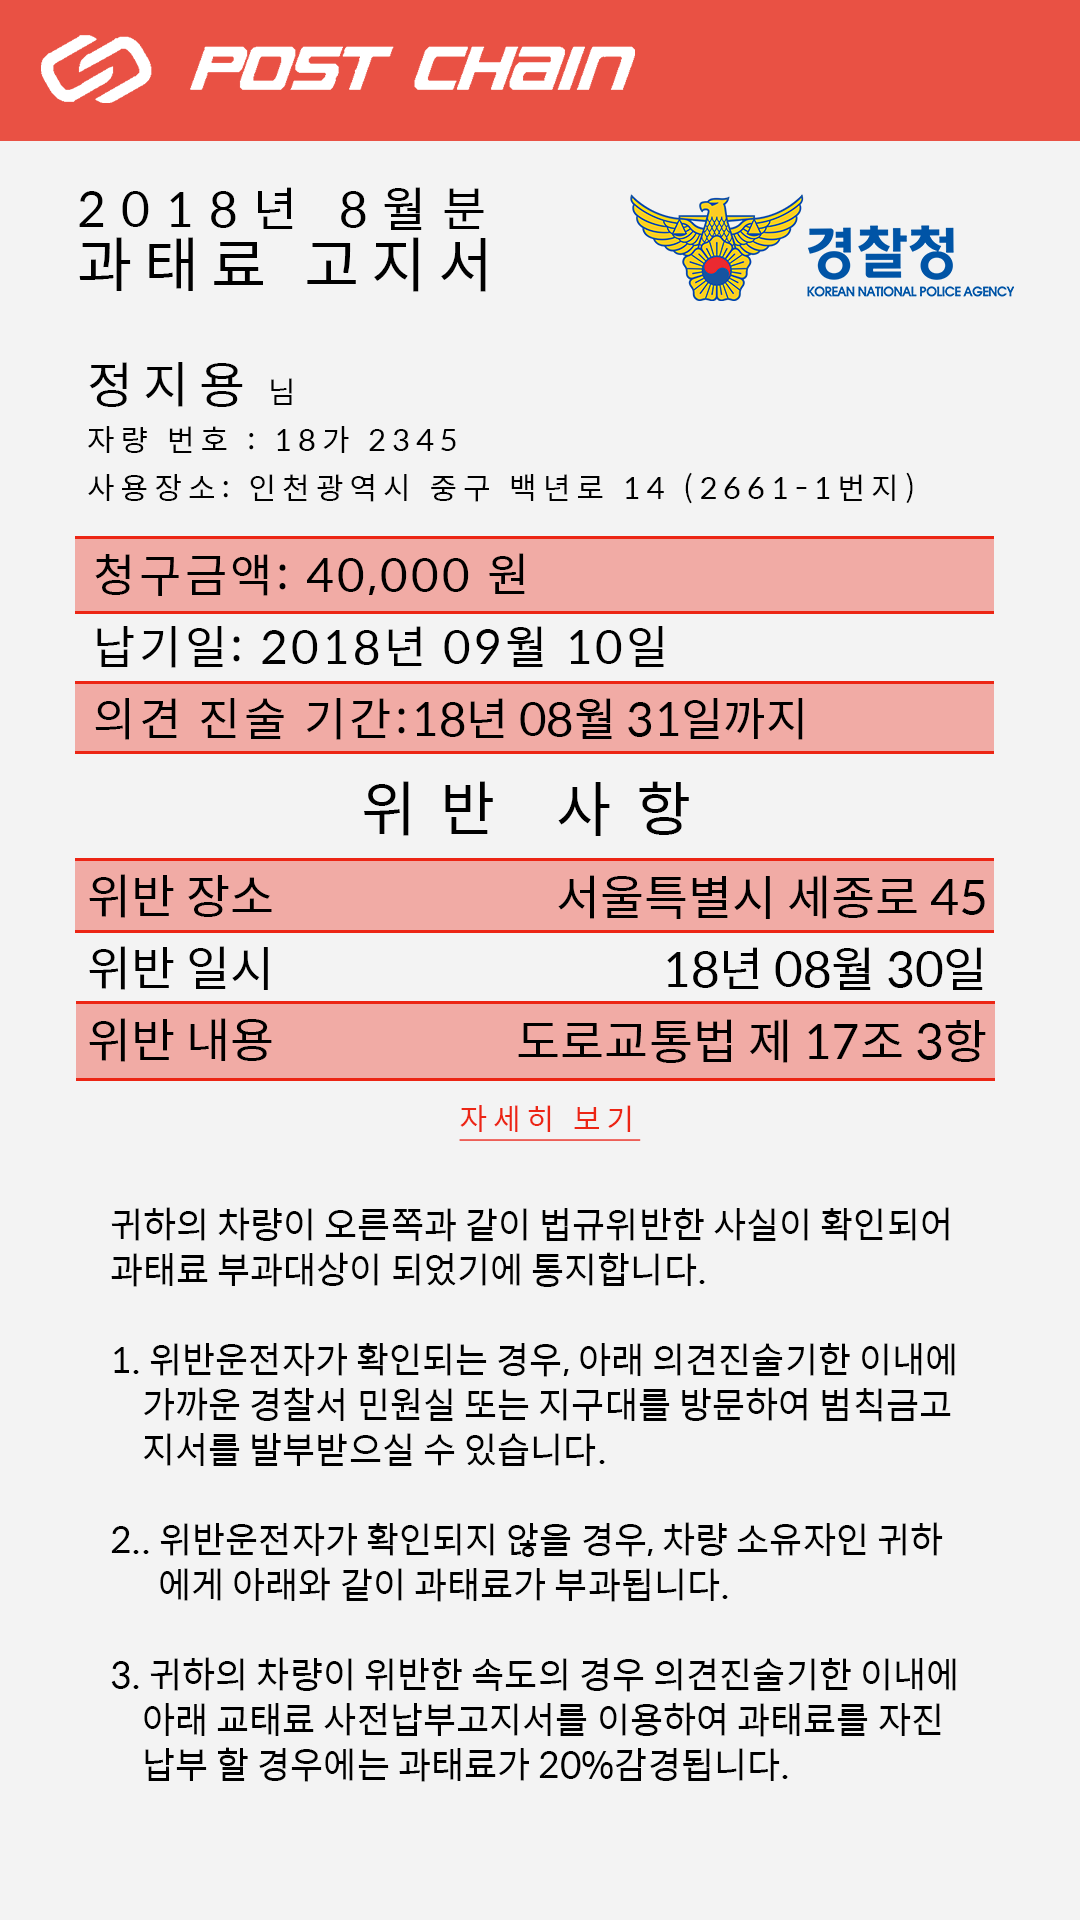 POST CHAIN
2018년 8월분
과태료 고지서
경찰청
KOREAN NATIONAL POLICE AGENCY
정지용 님
자량 번호 : 18가 2345
사용장소: 인천광역시 중구 백년로 14 (2661-1번지)
청구금액: 40,000 원
납기일: 2018년 09월 10일
의견 진술 기간:18년 08월 31일까지
위반 사항
위반 장소 서울특별시 세종로 45
위반 일시 18년 08월 30일
위반 내용 도로교통법 제 17조 3항
자세히 보기
귀하의 차량이 오른쪽과 같이 법규위반한 사실이 확인되어
과태료 부과대상이 되었기에 통지합니다.
1. 위반운전자가 확인되는 경우, 아래 의견진술기한 이내에
가까운 경찰서 민원실 또는 지구대를 방문하여 범칙금고
지서를 발부받으실 수 있습니다.
2.. 위반운전자가 확인되지 않을 경우, 차량 소유자인 귀하
에게 아래와 같이 과태료가 부과됩니다.
3. 귀하의 차량이 위반한 속도의 경우 의견진술기한 이내에
아래 교태료 사전납부고지서를 이용하여 과태료를 자진
납부 할 경우에는 과태료가 20%감경됩니다.